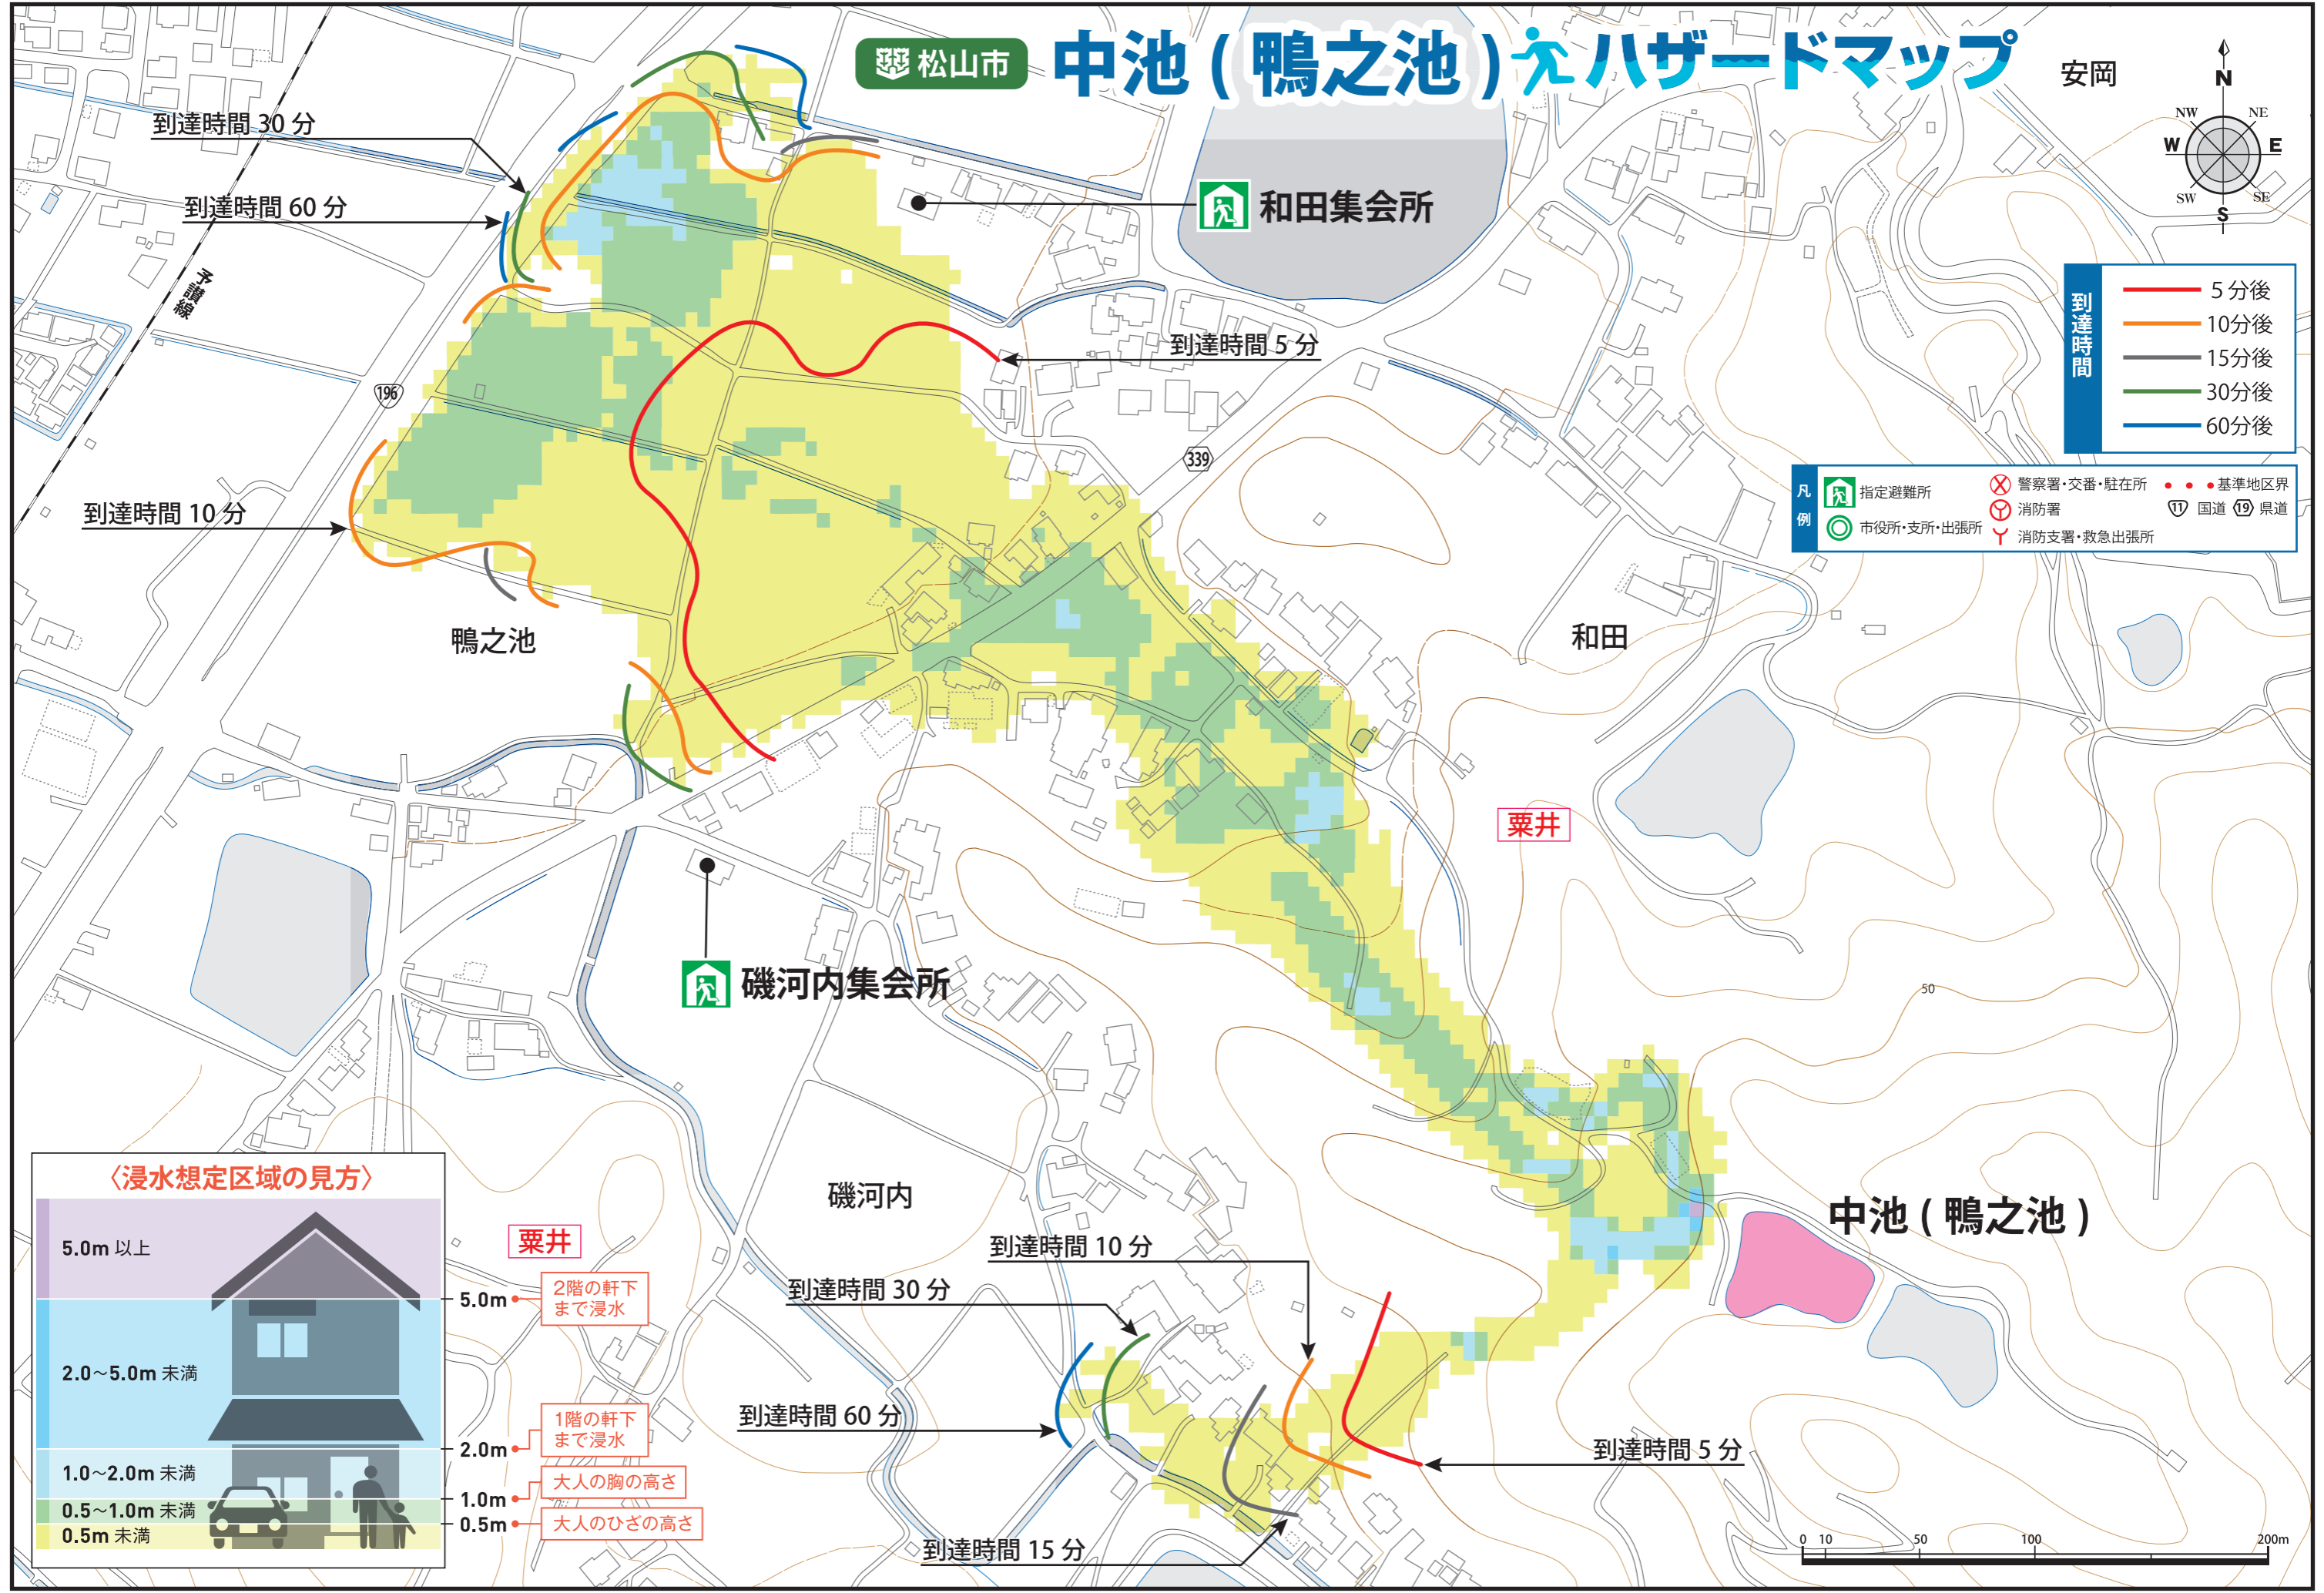 松山市 中池(鴨之池)ハザードマップ
安岡
N
NW
NE
W
E
SW
SE
S
到達時間 30 分
到達時間 60 分
予讃線
和田集会所
到達時間
5分後
10分後
15分後
30分後
60分後
到達時間 5 分
196
339
凡例
指定避難所
市役所・支所・出張所
警察署・交番・駐在所
消防署
消防支署・救急出張所
基準地区界
11 国道 19 県道
到達時間 10 分
鴨之池
和田
粟井
磯河内集会所
50
磯河内
中池(鴨之池)
粟井
到達時間 10 分
到達時間 30 分
到達時間 60 分
到達時間 5 分
到達時間 15 分
〈浸水想定区域の見方〉
5.0m 以上
2.0～5.0m 未満
1.0～2.0m 未満
0.5～1.0m 未満
0.5m 未満
5.0m
2階の軒下
まで浸水
2.0m
1階の軒下
まで浸水
1.0m
大人の胸の高さ
0.5m
大人のひざの高さ
0 10 50 100 200m